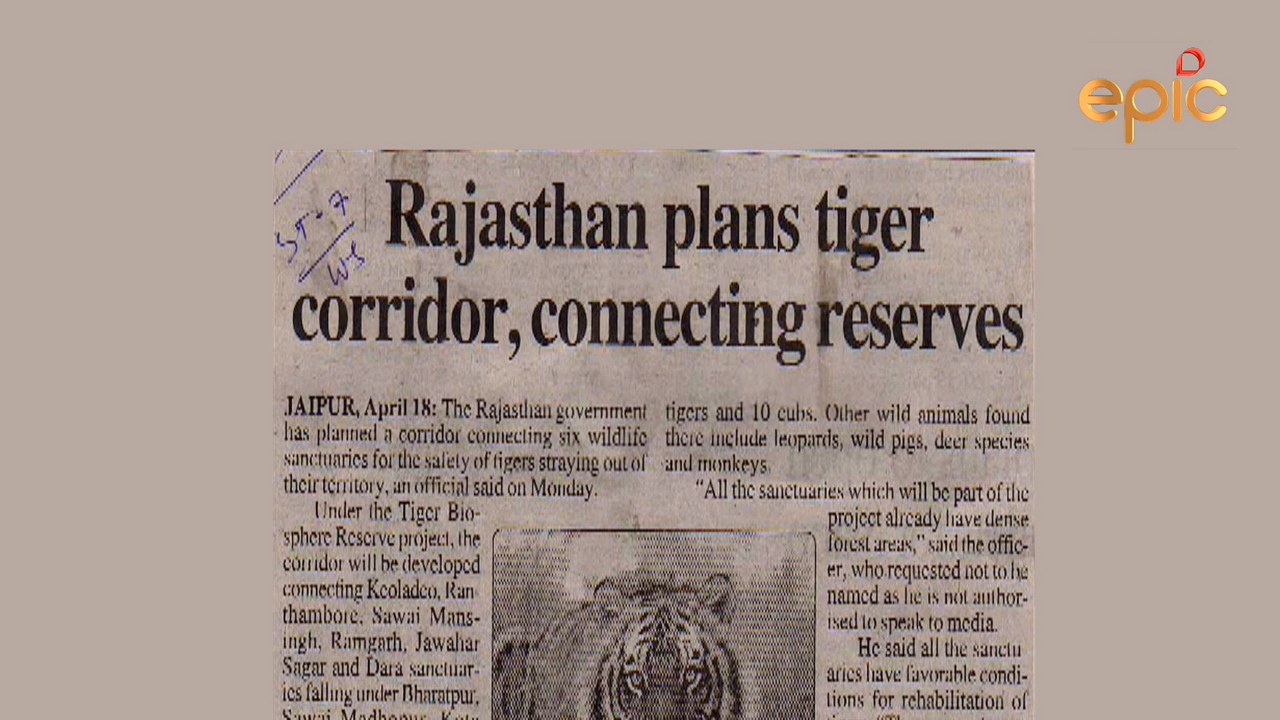 epic
ST-7
WS
Rajasthan plans tiger
corridor, connecting reserves
JAIPUR, April 18: The Rajasthan government
has planned a corridor connecting six wildlife
sanctuaries for the safety of tigers straying out of
their territory, an official said on Monday.
Under the Tiger Bio-
sphere Reserve project, the
corridor will be developed
connecting Keoladeo, Ran-
thambore, Sawai Mans-
ingh, Ramgarh, Jawahar
Sagar and Dara sanctuar-
ies falling under Bharatpur,
Sawai Madhopur, Kota
tigers and 10 cubs. Other wild animals found
there include leopards, wild pigs, deer species
and monkeys.
“All the sanctuaries which will be part of the
project already have dense
forest areas,” said the offic-
er, who requested not to be
named as he is not author-
ised to speak to media.
He said all the sanctu
aries have favorable condi-
tions for rehabilitation of